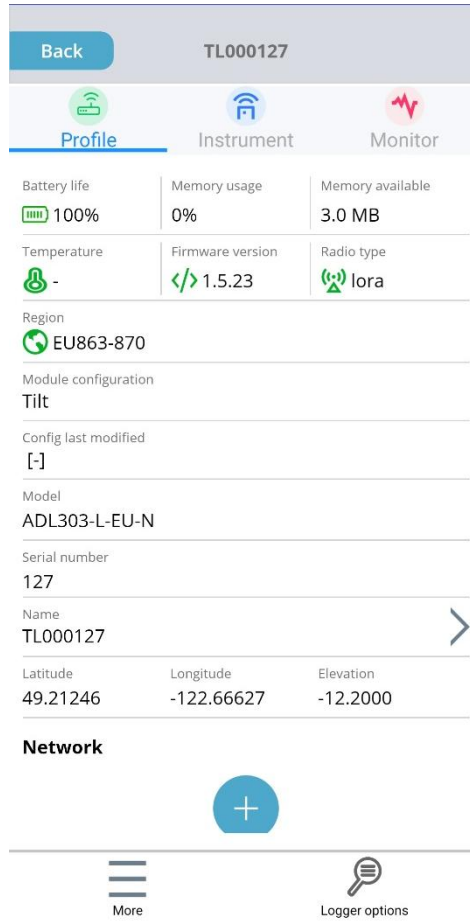 Back TL000127
Profile Instrument Monitor
Battery life Memory usage Memory available
100% 0% 3.0 MB
Temperature Firmware version Radio type
- </> 1.5.23 lora
Region
EU863-870
Module configuration
Tilt
Config last modified
[-]
Model
ADL303-L-EU-N
Serial number
127
Name
TL000127
Latitude Longitude Elevation
49.21246 -122.66627 -12.2000
Network
+
More Logger options